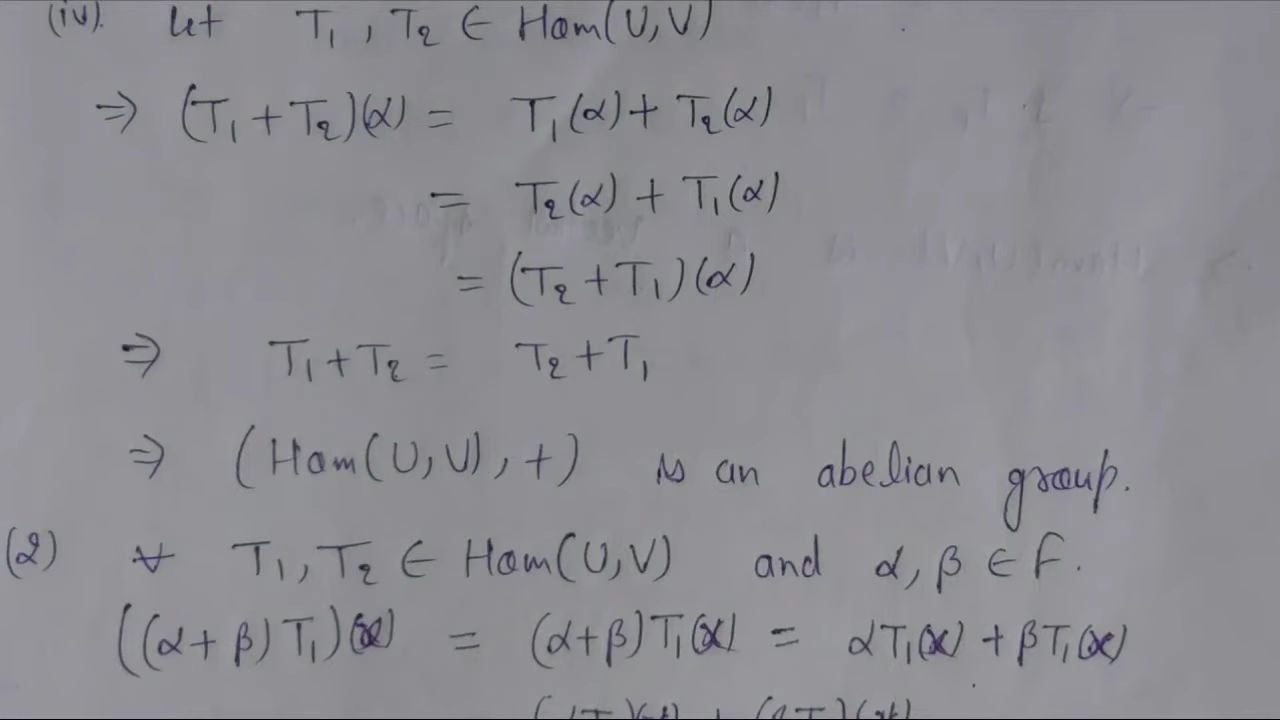 (iv). Let T₁, T₂ ∈ Hom(U,V)
⇒ (T₁+T₂)(α) = T₁(α) + T₂(α)
= T₂(α) + T₁(α)
= (T₂+T₁)(α)
⇒ T₁+T₂ = T₂+T₁
⇒ (Hom(U,V), +) is an abelian group.
(2) ∀ T₁, T₂ ∈ Hom(U,V) and α, β ∈ F.
((α+β)T₁)(x) = (α+β)T₁(x) = αT₁(x) + βT₁(x)